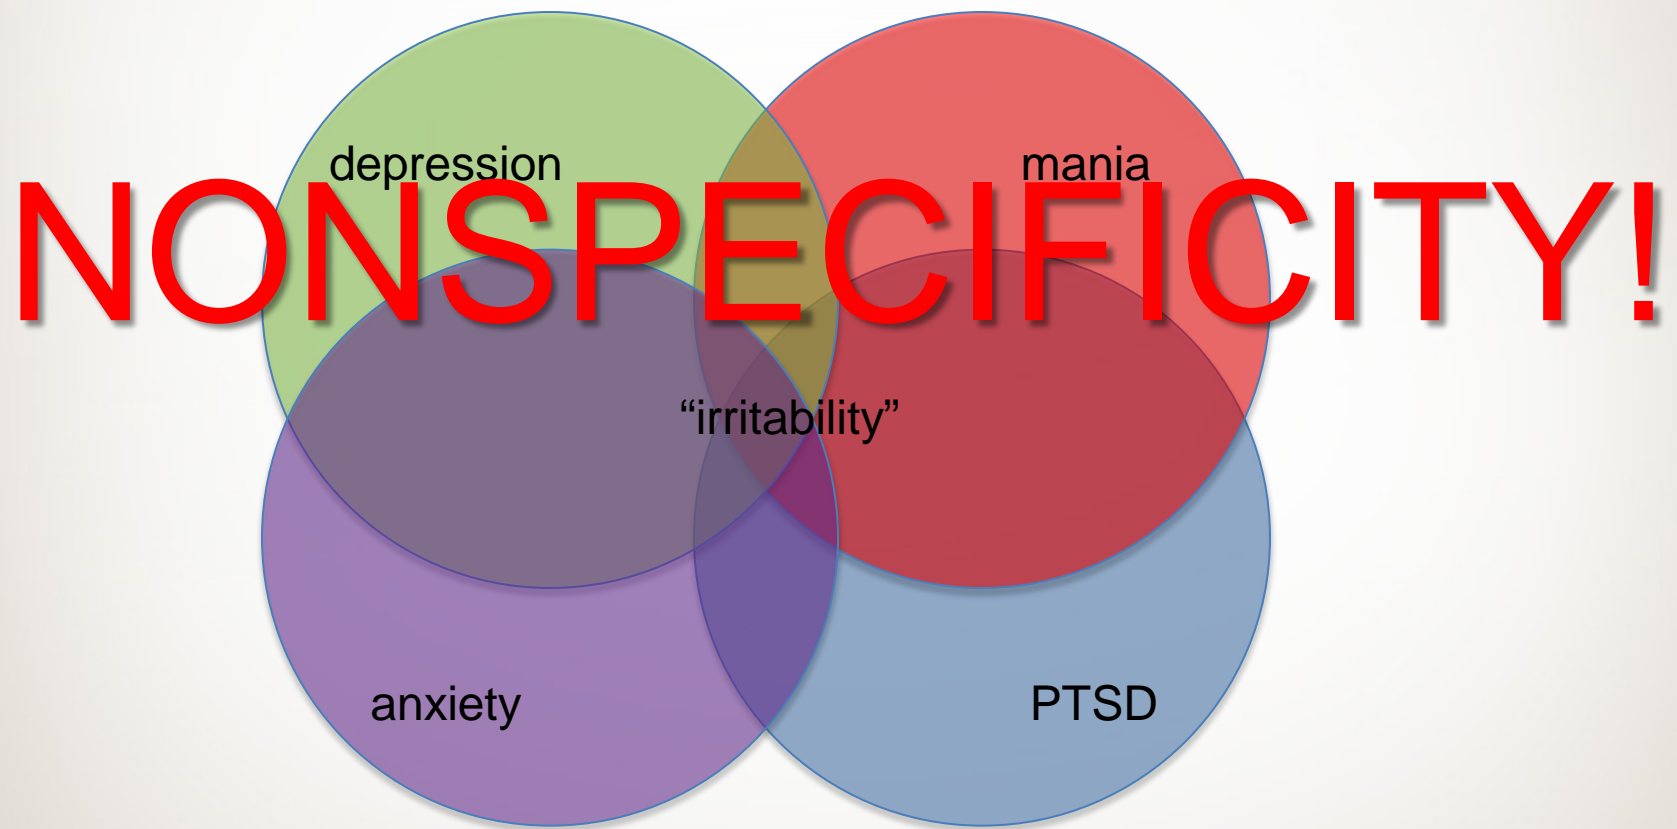 depression
mania
NONSPECIFICITY!
“irritability”
anxiety
PTSD